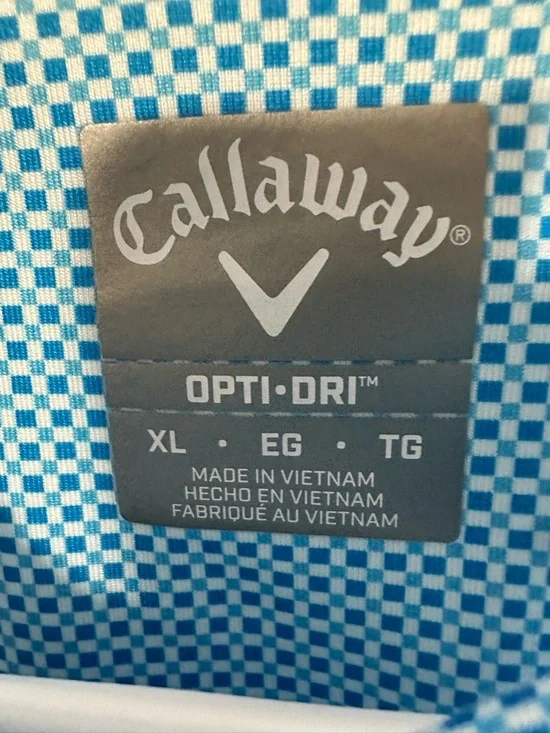 Callaway®
OPTI•DRI™
XL • EG • TG
MADE IN VIETNAM
HECHO EN VIETNAM
FABRIQUÉ AU VIETNAM